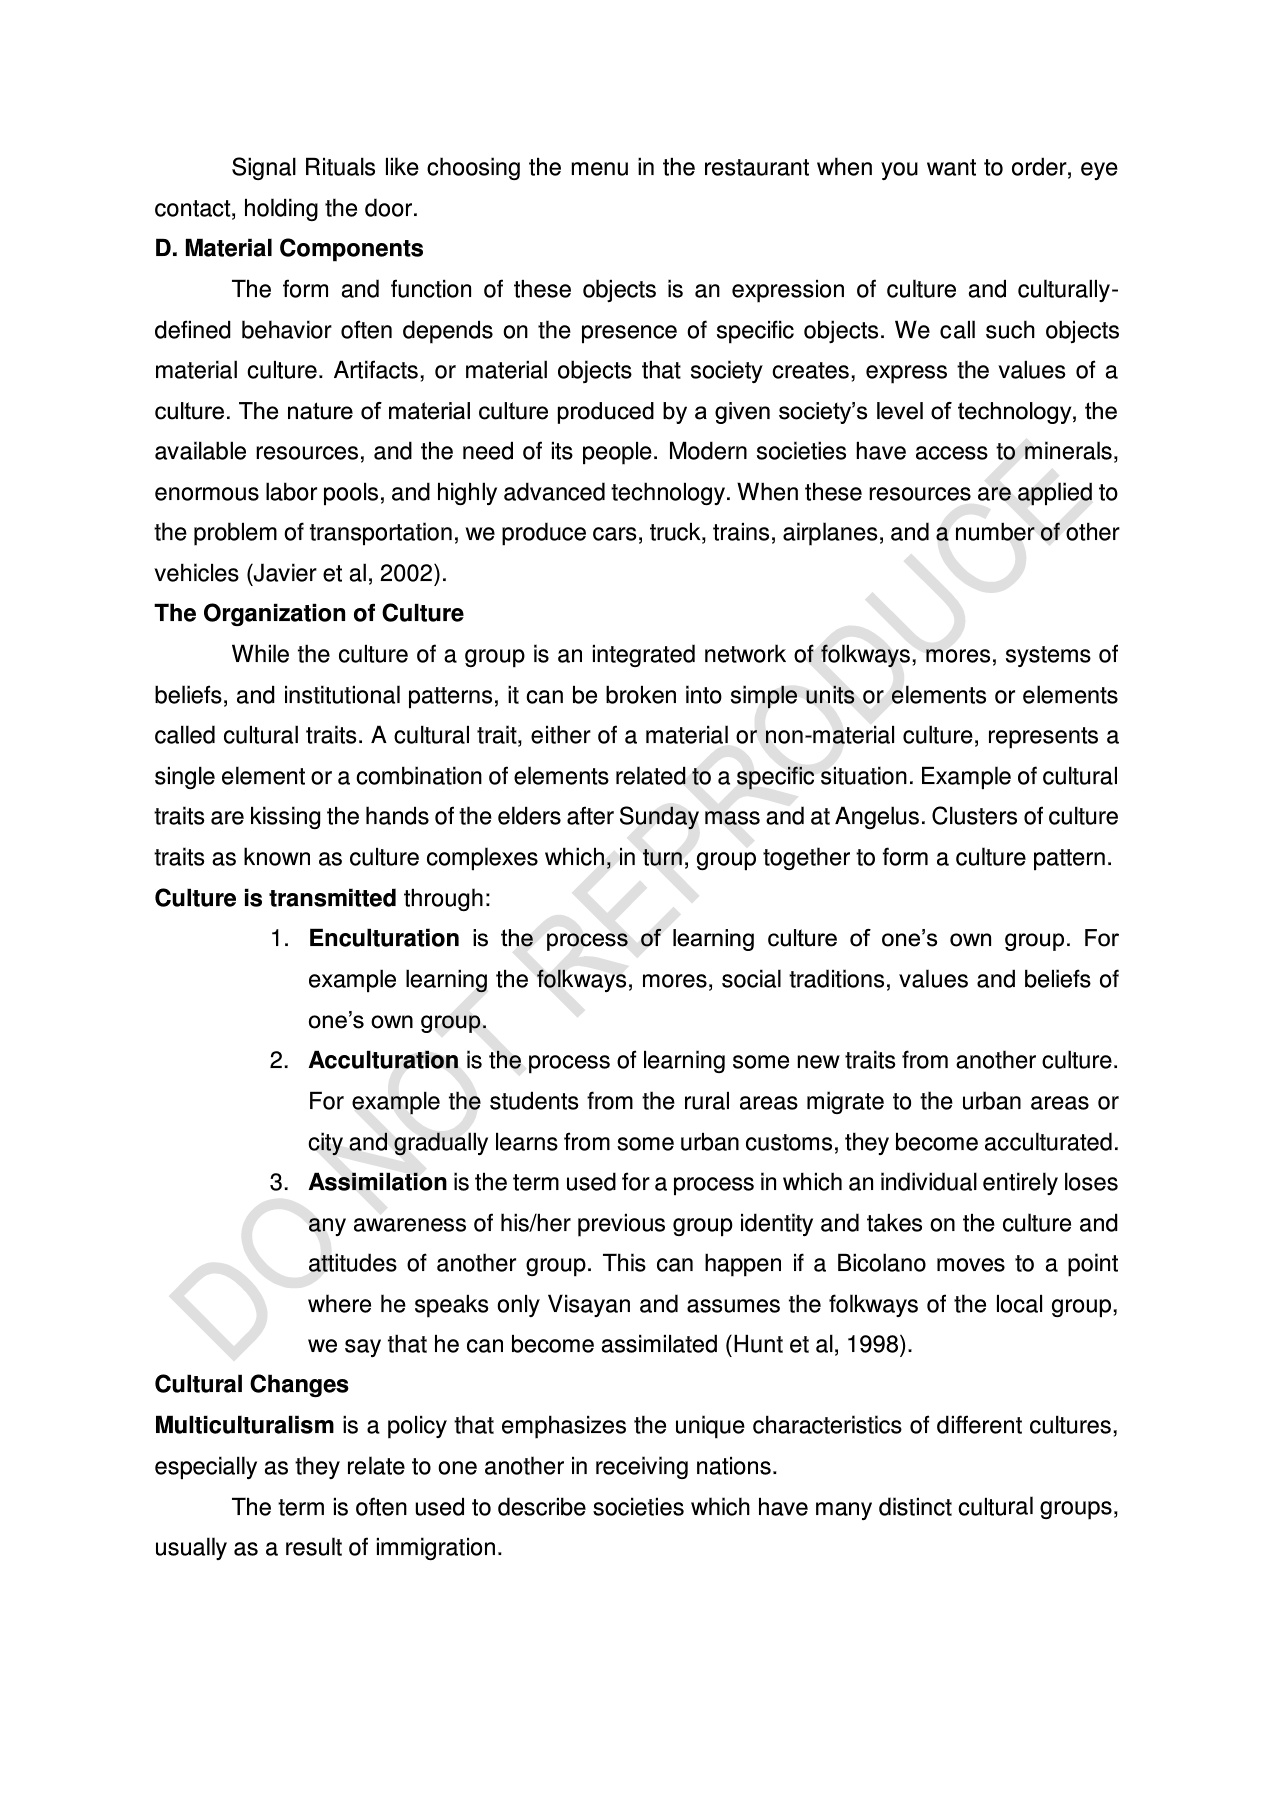 Signal Rituals like choosing the menu in the restaurant when you want to order, eye
contact, holding the door.
D. Material Components
The form and function of these objects is an expression of culture and culturally-
defined behavior often depends on the presence of specific objects. We call such objects
material culture. Artifacts, or material objects that society creates, express the values of a
culture. The nature of material culture produced by a given society’s level of technology, the
available resources, and the need of its people. Modern societies have access to minerals,
enormous labor pools, and highly advanced technology. When these resources are applied to
the problem of transportation, we produce cars, truck, trains, airplanes, and a number of other
vehicles (Javier et al, 2002).
The Organization of Culture
While the culture of a group is an integrated network of folkways, mores, systems of
beliefs, and institutional patterns, it can be broken into simple units or elements or elements
called cultural traits. A cultural trait, either of a material or non-material culture, represents a
single element or a combination of elements related to a specific situation. Example of cultural
traits are kissing the hands of the elders after Sunday mass and at Angelus. Clusters of culture
traits as known as culture complexes which, in turn, group together to form a culture pattern.
Culture is transmitted through:
1. Enculturation is the process of learning culture of one’s own group. For
example learning the folkways, mores, social traditions, values and beliefs of
one’s own group.
2. Acculturation is the process of learning some new traits from another culture.
For example the students from the rural areas migrate to the urban areas or
city and gradually learns from some urban customs, they become acculturated.
3. Assimilation is the term used for a process in which an individual entirely loses
any awareness of his/her previous group identity and takes on the culture and
attitudes of another group. This can happen if a Bicolano moves to a point
where he speaks only Visayan and assumes the folkways of the local group,
we say that he can become assimilated (Hunt et al, 1998).
Cultural Changes
Multiculturalism is a policy that emphasizes the unique characteristics of different cultures,
especially as they relate to one another in receiving nations.
The term is often used to describe societies which have many distinct cultural groups,
usually as a result of immigration.
DO NOT REPRODUCE